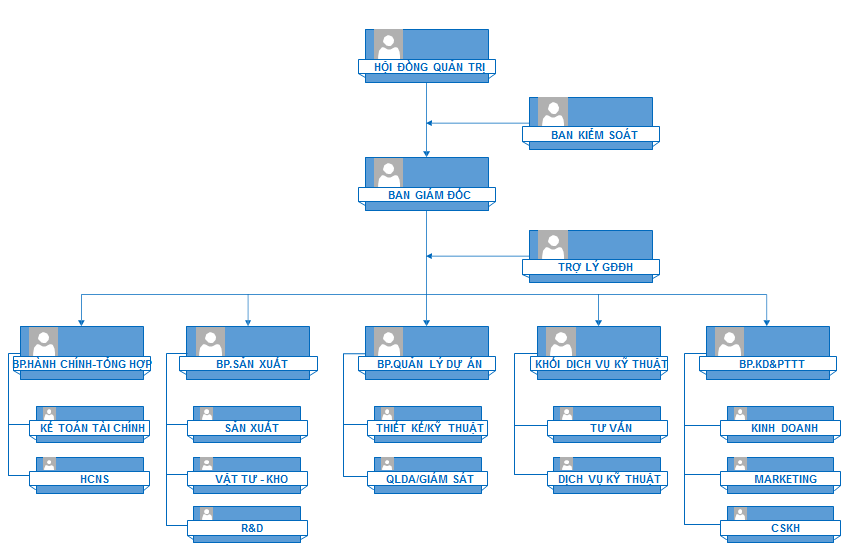 HỘI ĐỒNG QUẢN TRỊ
BAN KIỂM SOÁT
BAN GIÁM ĐỐC
TRỢ LÝ GĐĐH
BP.HÀNH CHÍNH-TỔNG HỢP
BP.SẢN XUẤT
BP.QUẢN LÝ DỰ ÁN
KHỐI DỊCH VỤ KỸ THUẬT
BP.KD&PTTT
KẾ TOÁN TÀI CHÍNH
SẢN XUẤT
THIẾT KẾ/KỸ THUẬT
TƯ VẤN
KINH DOANH
HCNS
VẬT TƯ - KHO
QLDA/GIÁM SÁT
DỊCH VỤ KỸ THUẬT
MARKETING
R&D
CSKH